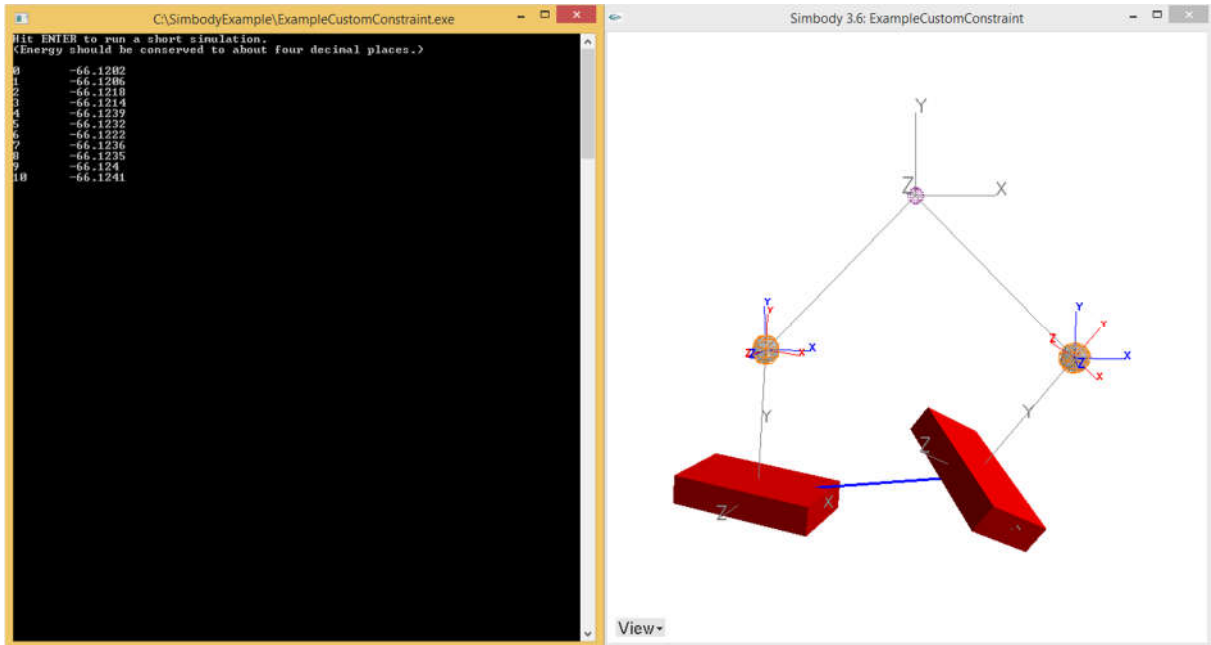 C:\SimbodyExample\ExampleCustomConstraint.exe
Hit ENTER to run a short simulation.
(Energy should be conserved to about four decimal places.)
0 -66.1202
1 -66.1206
2 -66.1218
3 -66.1214
4 -66.1239
5 -66.1232
6 -66.1222
7 -66.1236
8 -66.1235
9 -66.124
10 -66.1241
Simbody 3.6: ExampleCustomConstraint
Y
Z X
Y
Y
Z Z X X
Y
Y
Z Z X
X
Y
Y
Z
X
Z
View